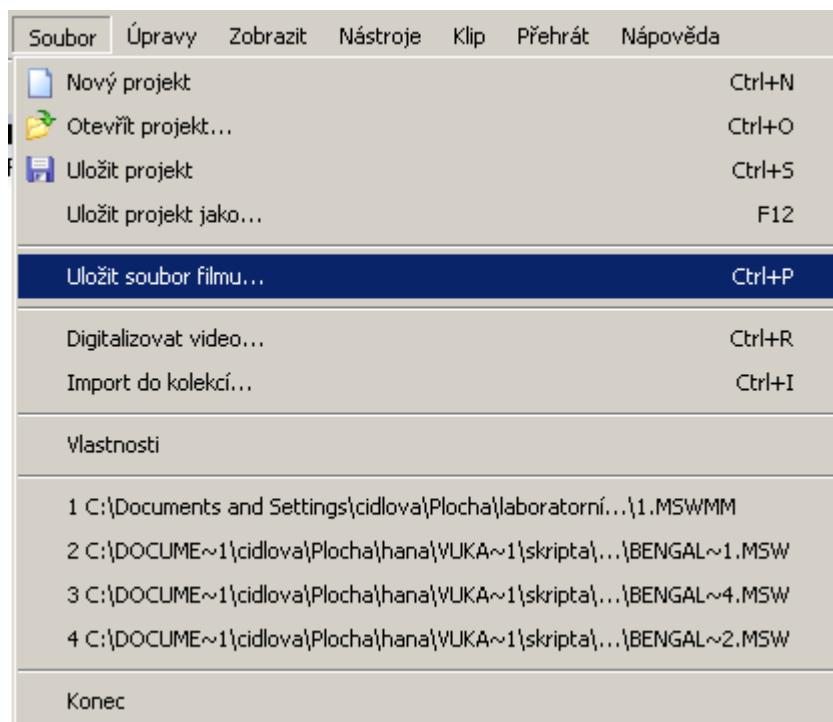 Soubor Úpravy Zobrazit Nástroje Klip Přehrát Nápověda
Nový projekt Ctrl+N
Otevřít projekt... Ctrl+O
Uložit projekt Ctrl+S
Uložit projekt jako... F12
Uložit soubor filmu... Ctrl+P
Digitalizovat video... Ctrl+R
Import do kolekcí... Ctrl+I
Vlastnosti
1 C:\Documents and Settings\cidlova\Plocha\laboratorní...\1.MSWMM
2 C:\DOCUME~1\cidlova\Plocha\hana\VUKA~1\skripta\...\BENGAL~1.MSW
3 C:\DOCUME~1\cidlova\Plocha\hana\VUKA~1\skripta\...\BENGAL~4.MSW
4 C:\DOCUME~1\cidlova\Plocha\hana\VUKA~1\skripta\...\BENGAL~2.MSW
Konec